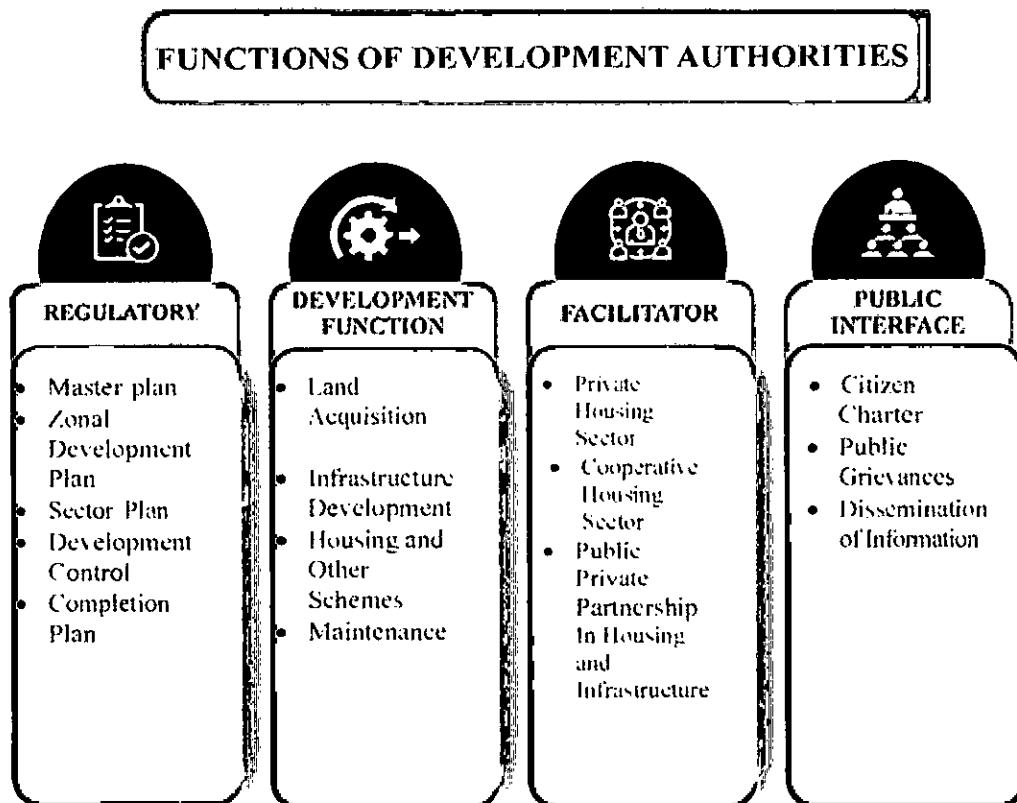 FUNCTIONS OF DEVELOPMENT AUTHORITIES
REGULATORY
• Master plan
• Zonal
Development
Plan
• Sector Plan
• Development
Control
• Completion
Plan
DEVELOPMENT
FUNCTION
• Land
Acquisition
• Infrastructure
Development
• Housing and
Other
Schemes
• Maintenance
FACILITATOR
• Private
Housing
Sector
• Cooperative
Housing
Sector
• Public
Private
Partnership
In Housing
and
Infrastructure
PUBLIC
INTERFACE
• Citizen
Charter
• Public
Grievances
• Dissemination
of Information